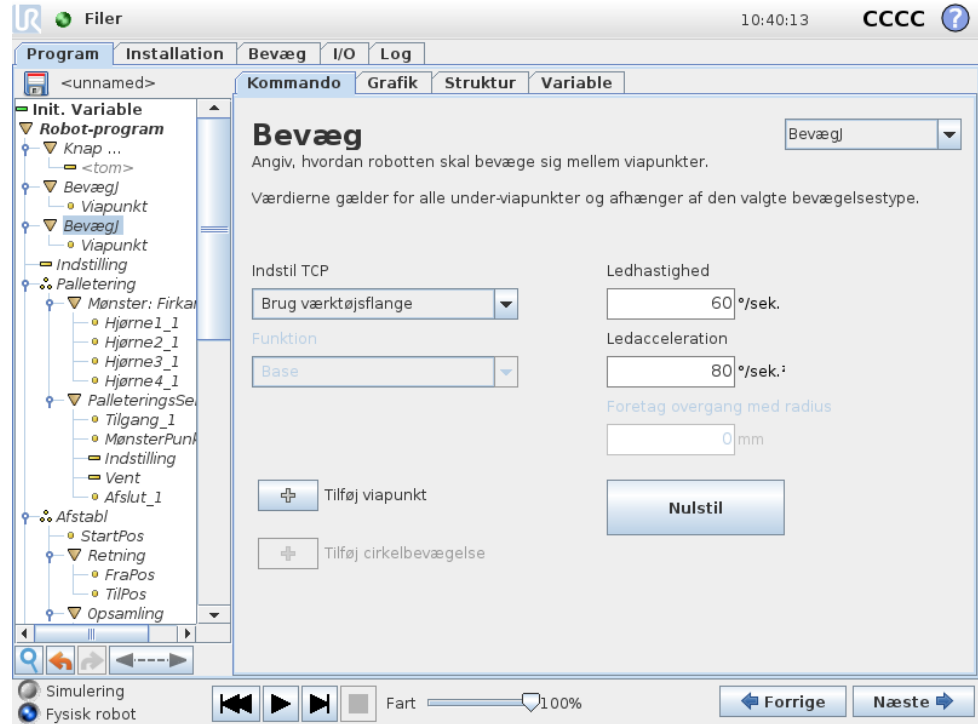 UR Filer 10:40:13 CCCC ?
Program Installation Bevæg I/O Log
<unnamed>
Kommando Grafik Struktur Variable
Init. Variable
Robot-program
Knap ...
<tom>
BevægJ
Viapunkt
BevægJ
Viapunkt
Indstilling
Palletering
Mønster: Firkan
Hjørne1_1
Hjørne2_1
Hjørne3_1
Hjørne4_1
PalleteringsSe
Tilgang_1
MønsterPunk
Indstilling
Vent
Afslut_1
Afstabl
StartPos
Retning
FraPos
TilPos
Opsamling
Bevæg
BevægJ
Angiv, hvordan robotten skal bevæge sig mellem viapunkter.
Værdierne gælder for alle under-viapunkter og afhænger af den valgte bevægelsestype.
Indstil TCP
Brug værktøjsflange
Funktion
Base
Ledhastighed
60 °/sek.
Ledacceleration
80 °/sek.²
Foretag overgang med radius
0 mm
Tilføj viapunkt
Tilføj cirkelbevægelse
Nulstil
Simulering
Fysisk robot
Fart 100%
Forrige Næste